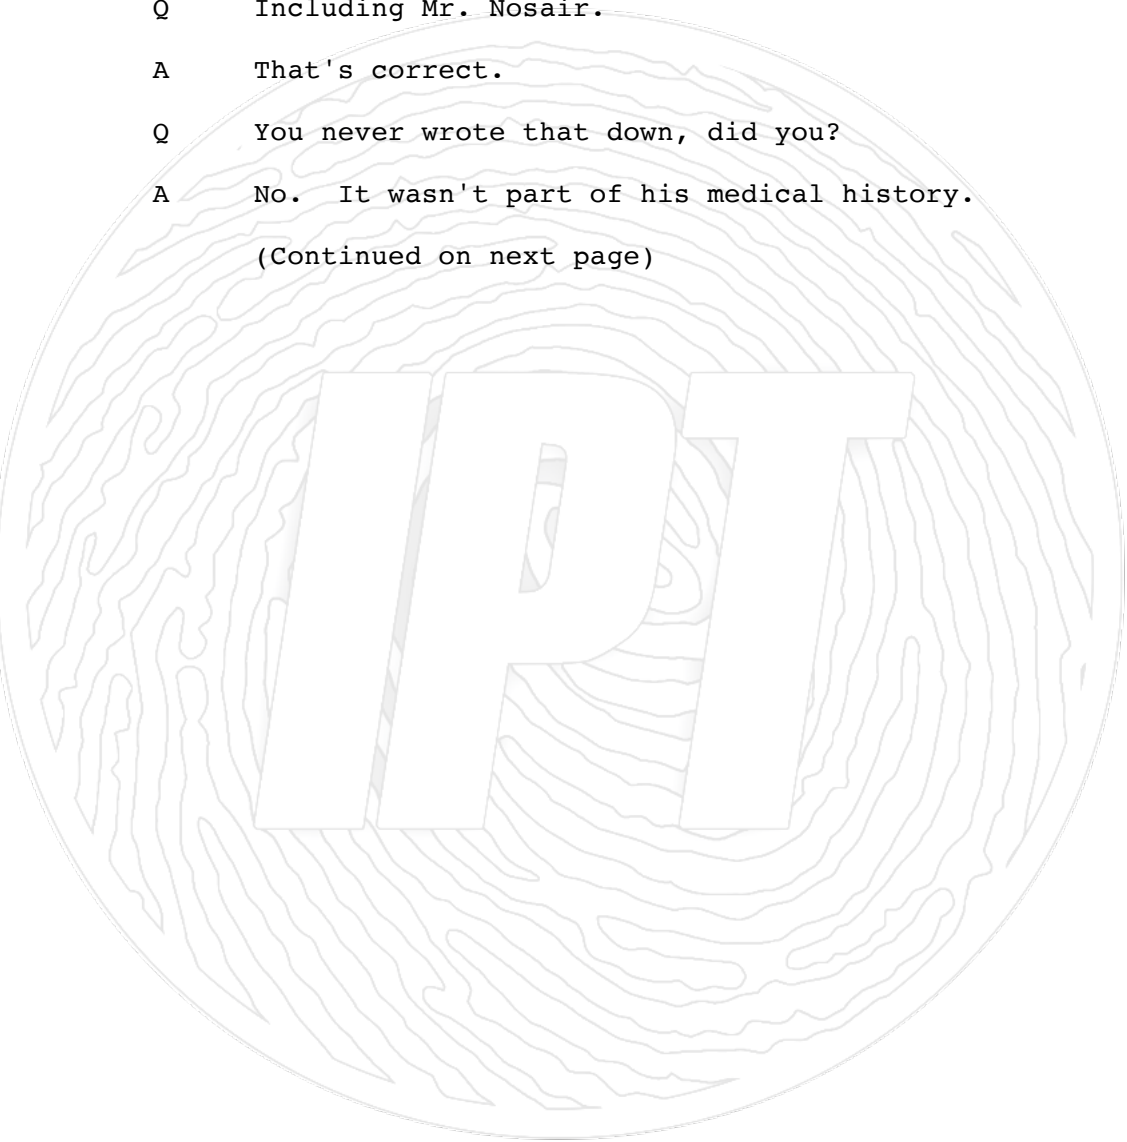 Q Including Mr. Nosair.
A That's correct.
Q You never wrote that down, did you?
A No. It wasn't part of his medical history.
(Continued on next page)
IPT